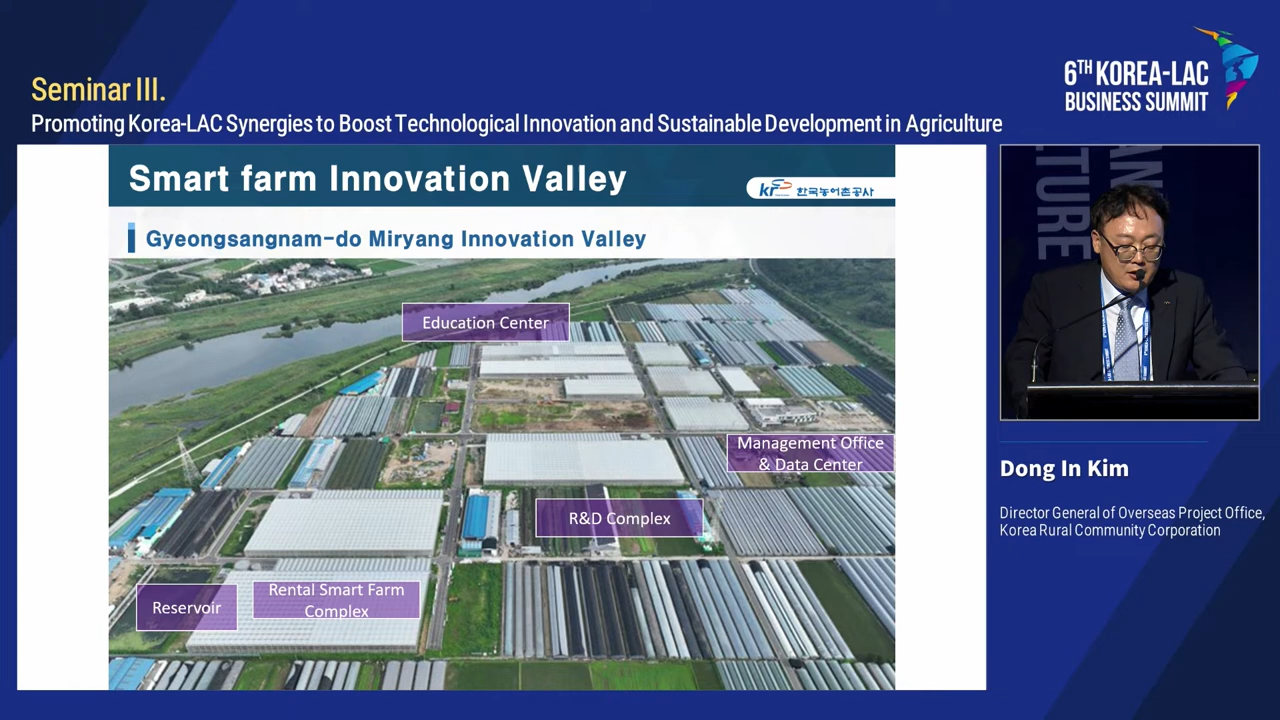 Seminar III.
Promoting Korea-LAC Synergies to Boost Technological Innovation and Sustainable Development in Agriculture
6TH KOREA-LAC
BUSINESS SUMMIT
Smart farm Innovation Valley
kr 한국농어촌공사
Gyeongsangnam-do Miryang Innovation Valley
Education Center
Management Office
& Data Center
R&D Complex
Rental Smart Farm
Complex
Reservoir
AN
TURE
Dong In Kim
Director General of Overseas Project Office,
Korea Rural Community Corporation